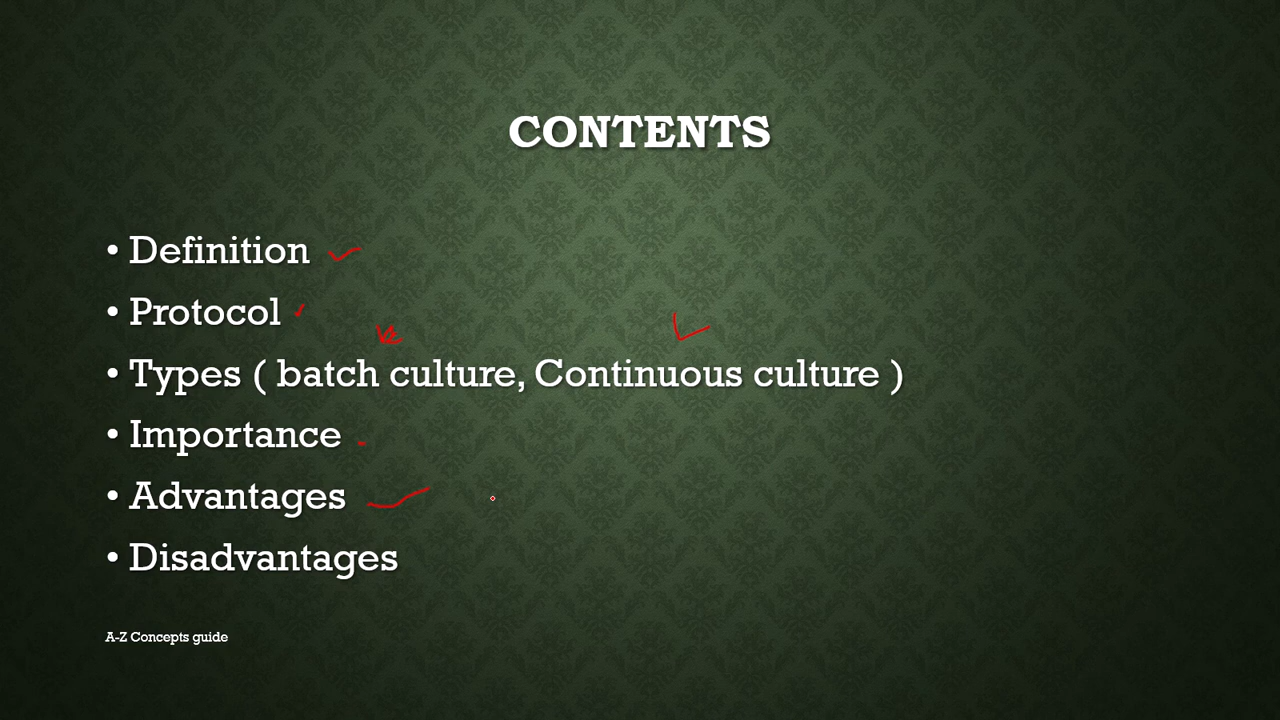 CONTENTS
• Definition
• Protocol
• Types ( batch culture, Continuous culture )
• Importance
• Advantages
• Disadvantages
A-Z Concepts guide